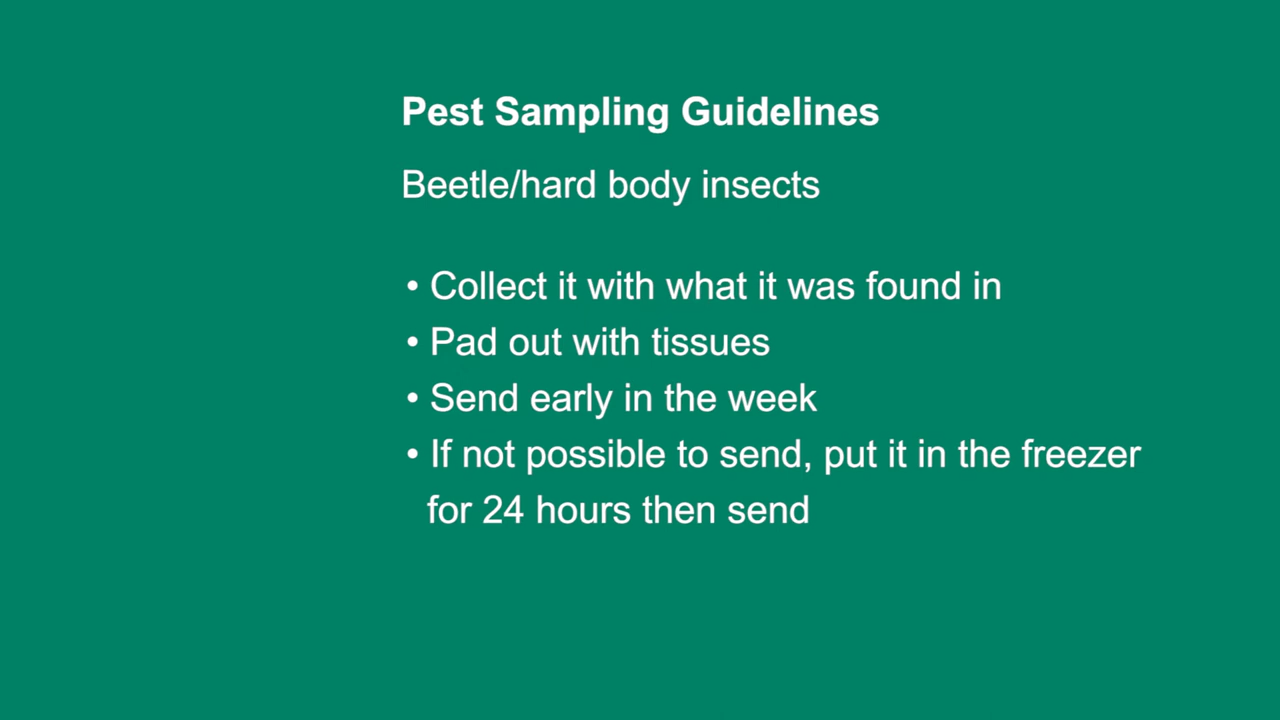 Pest Sampling Guidelines
Beetle/hard body insects
• Collect it with what it was found in
• Pad out with tissues
• Send early in the week
• If not possible to send, put it in the freezer
for 24 hours then send